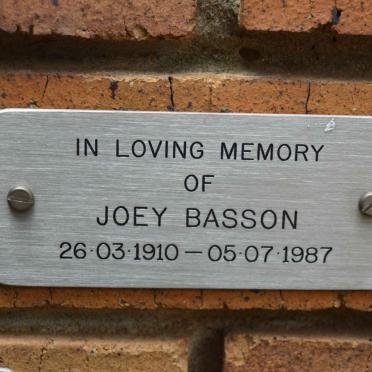 IN LOVING MEMORY
OF
JOEY BASSON
26·03·1910 — 05·07·1987